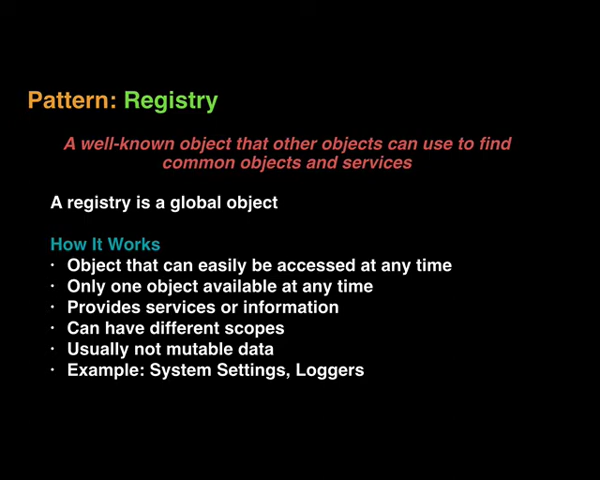 Pattern: Registry
A well-known object that other objects can use to find
common objects and services
A registry is a global object
How It Works
· Object that can easily be accessed at any time
· Only one object available at any time
· Provides services or information
· Can have different scopes
· Usually not mutable data
· Example: System Settings, Loggers